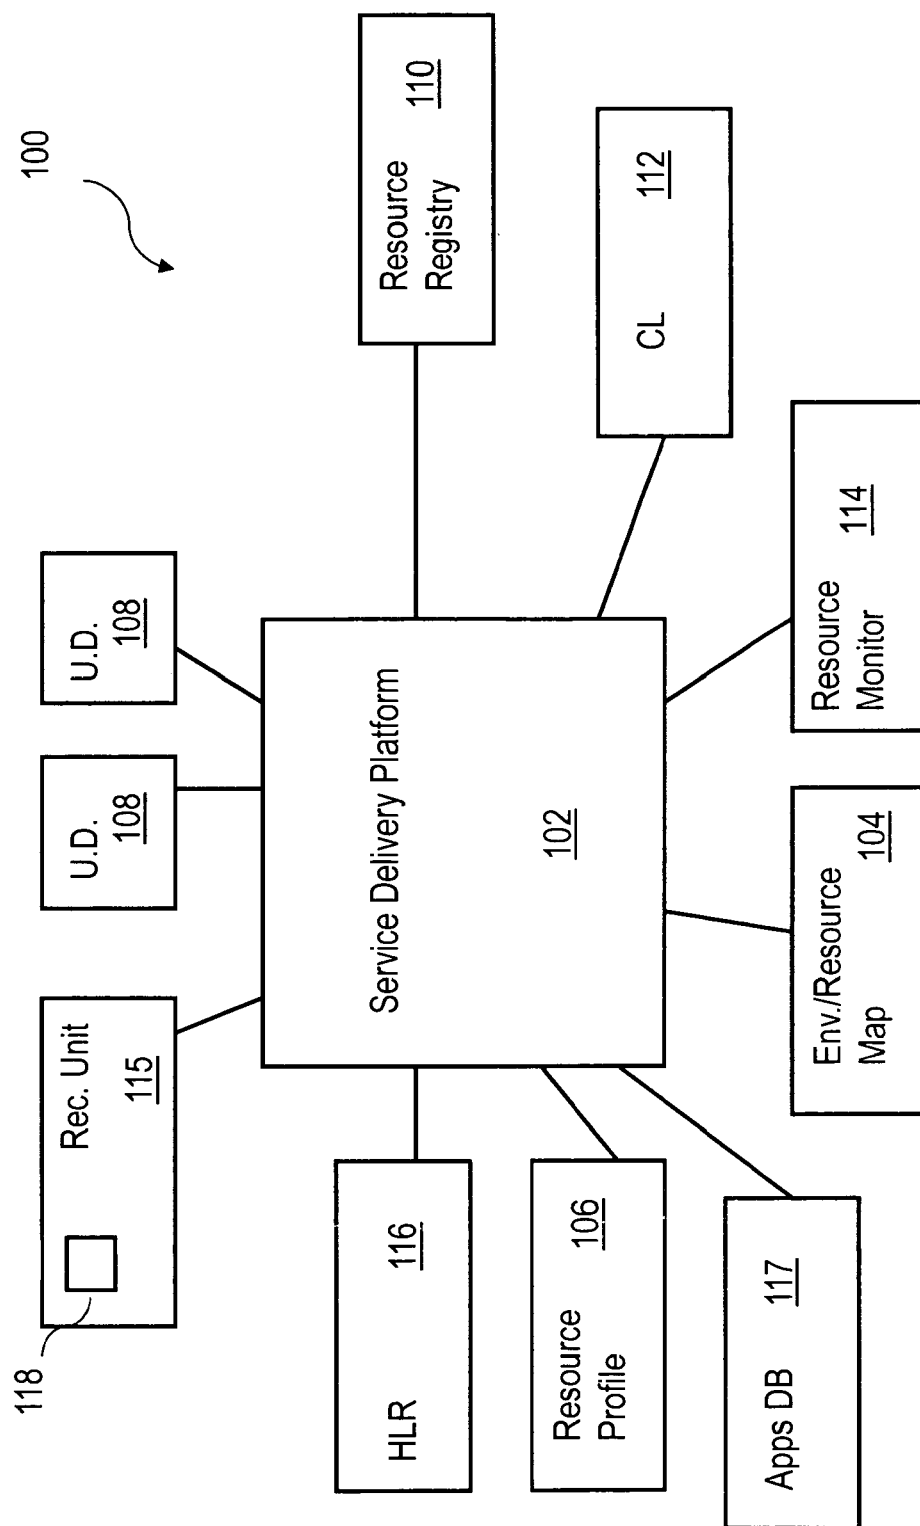 100
118
Rec. Unit
115
U.D.
108
U.D.
108
HLR
116
Resource
Profile
106
Apps DB
117
Service Delivery Platform
102
Resource
Registry
110
CL
112
Env./Resource
Map
104
Resource
Monitor
114